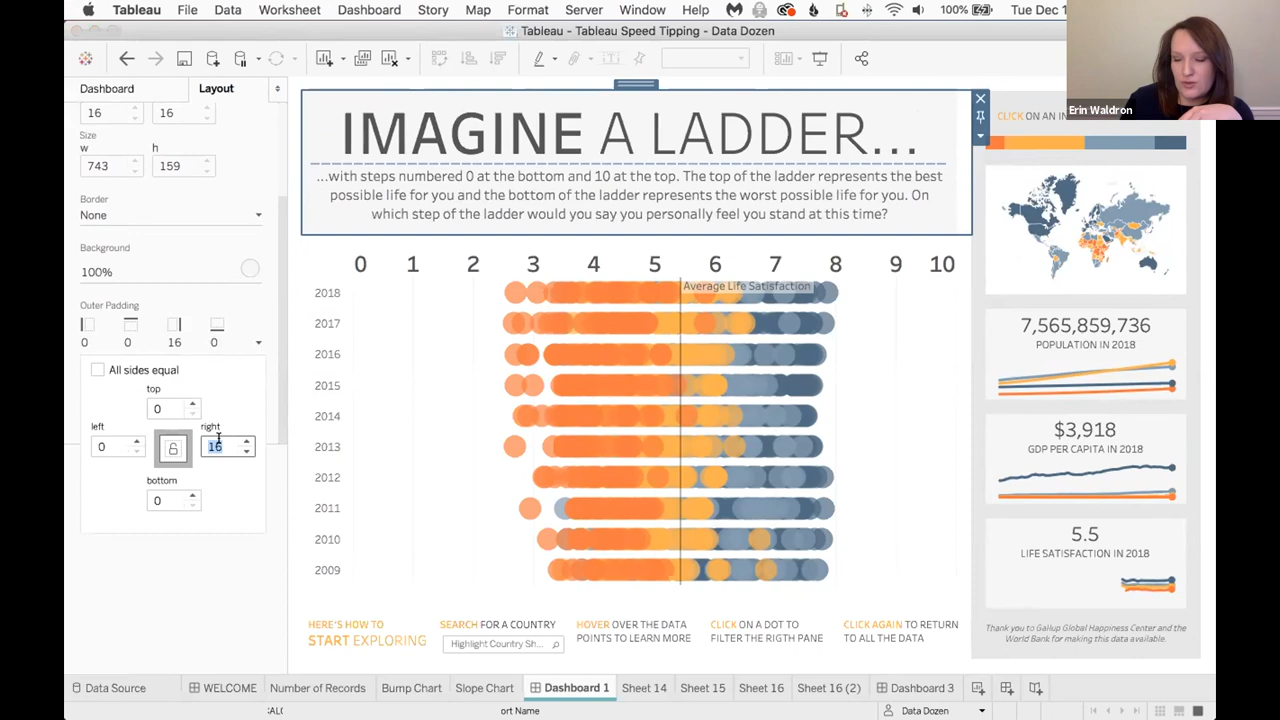 Tableau File Data Worksheet Dashboard Story Map Format Server Window Help 100% Tue Dec 1
Tableau - Tableau Speed Tipping - Data Dozen
Erin Waldron
Dashboard Layout
16 16
Size
w h
743 159
Border
None
Background
100%
Outer Padding
0 0 16 0
All sides equal
top
0
left right
0 16
bottom
0
IMAGINE A LADDER...
...with steps numbered 0 at the bottom and 10 at the top. The top of the ladder represents the best
possible life for you and the bottom of the ladder represents the worst possible life for you. On
which step of the ladder would you say you personally feel you stand at this time?
0 1 2 3 4 5 6 7 8 9 10
Average Life Satisfaction
2018
2017
2016
2015
2014
2013
2012
2011
2010
2009
CLICK ON AN IN
7,565,859,736
POPULATION IN 2018
$3,918
GDP PER CAPITA IN 2018
5.5
LIFE SATISFACTION IN 2018
Thank you to Gallup Global Happiness Center and the
World Bank for making this data available.
HERE'S HOW TO
START EXPLORING
SEARCH FOR A COUNTRY
Highlight Country Sh...
HOVER OVER THE DATA
POINTS TO LEARN MORE
CLICK ON A DOT TO
FILTER THE RIGTH PANE
CLICK AGAIN TO RETURN
TO ALL THE DATA
Data Source WELCOME Number of Records Bump Chart Slope Chart Dashboard 1 Sheet 14 Sheet 15 Sheet 16 Sheet 16 (2) Dashboard 3
ort Name Data Dozen